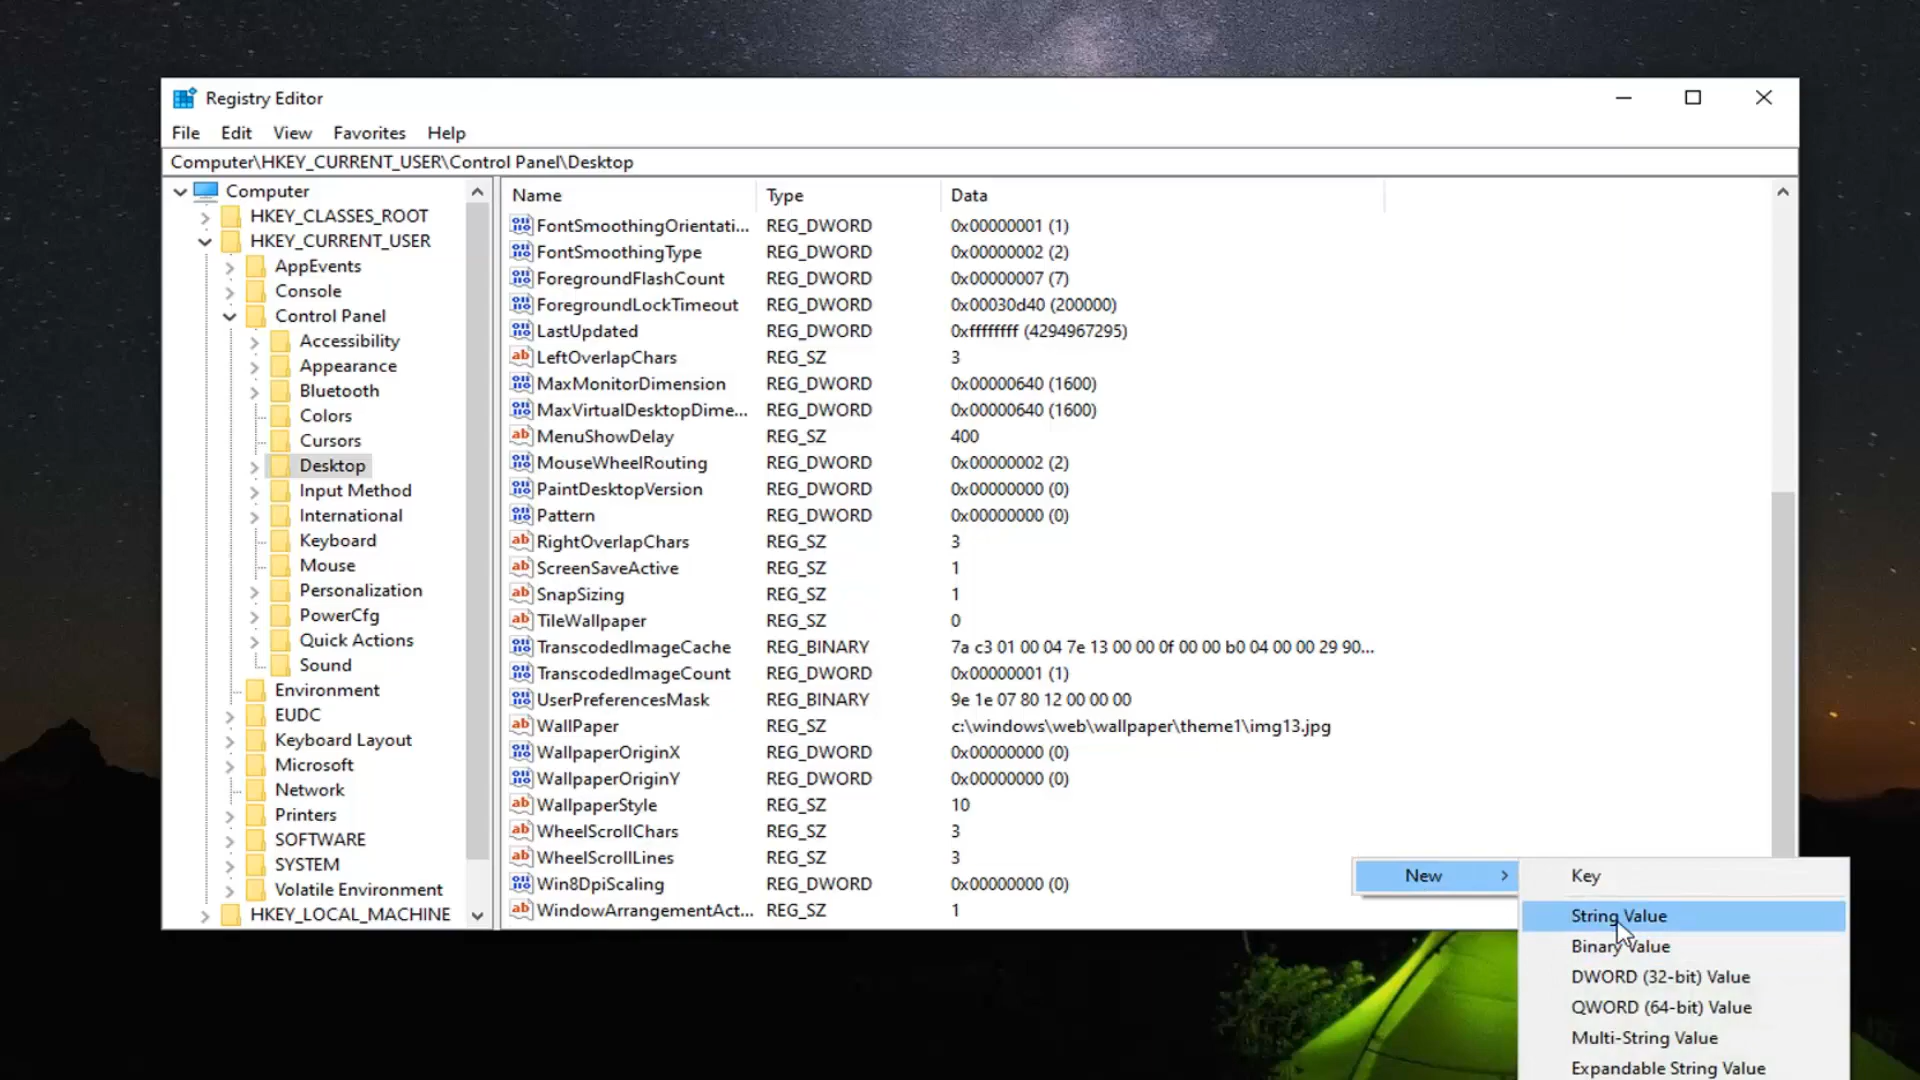 Registry Editor
File Edit View Favorites Help
Computer\HKEY_CURRENT_USER\Control Panel\Desktop
Computer
HKEY_CLASSES_ROOT
HKEY_CURRENT_USER
AppEvents
Console
Control Panel
Accessibility
Appearance
Bluetooth
Colors
Cursors
Desktop
Input Method
International
Keyboard
Mouse
Personalization
PowerCfg
Quick Actions
Sound
Environment
EUDC
Keyboard Layout
Microsoft
Network
Printers
SOFTWARE
SYSTEM
Volatile Environment
HKEY_LOCAL_MACHINE
Name Type Data
FontSmoothingOrientati... REG_DWORD 0x00000001 (1)
FontSmoothingType REG_DWORD 0x00000002 (2)
ForegroundFlashCount REG_DWORD 0x00000007 (7)
ForegroundLockTimeout REG_DWORD 0x00030d40 (200000)
LastUpdated REG_DWORD 0xffffffff (4294967295)
LeftOverlapChars REG_SZ 3
MaxMonitorDimension REG_DWORD 0x00000640 (1600)
MaxVirtualDesktopDime... REG_DWORD 0x00000640 (1600)
MenuShowDelay REG_SZ 400
MouseWheelRouting REG_DWORD 0x00000002 (2)
PaintDesktopVersion REG_DWORD 0x00000000 (0)
Pattern REG_DWORD 0x00000000 (0)
RightOverlapChars REG_SZ 3
ScreenSaveActive REG_SZ 1
SnapSizing REG_SZ 1
TileWallpaper REG_SZ 0
TranscodedImageCache REG_BINARY 7a c3 01 00 04 7e 13 00 00 0f 00 00 b0 04 00 00 29 90...
TranscodedImageCount REG_DWORD 0x00000001 (1)
UserPreferencesMask REG_BINARY 9e 1e 07 80 12 00 00 00
WallPaper REG_SZ c:\windows\web\wallpaper\theme1\img13.jpg
WallpaperOriginX REG_DWORD 0x00000000 (0)
WallpaperOriginY REG_DWORD 0x00000000 (0)
WallpaperStyle REG_SZ 10
WheelScrollChars REG_SZ 3
WheelScrollLines REG_SZ 3
Win8DpiScaling REG_DWORD 0x00000000 (0)
WindowArrangementAct... REG_SZ 1
New
Key
String Value
Binary Value
DWORD (32-bit) Value
QWORD (64-bit) Value
Multi-String Value
Expandable String Value